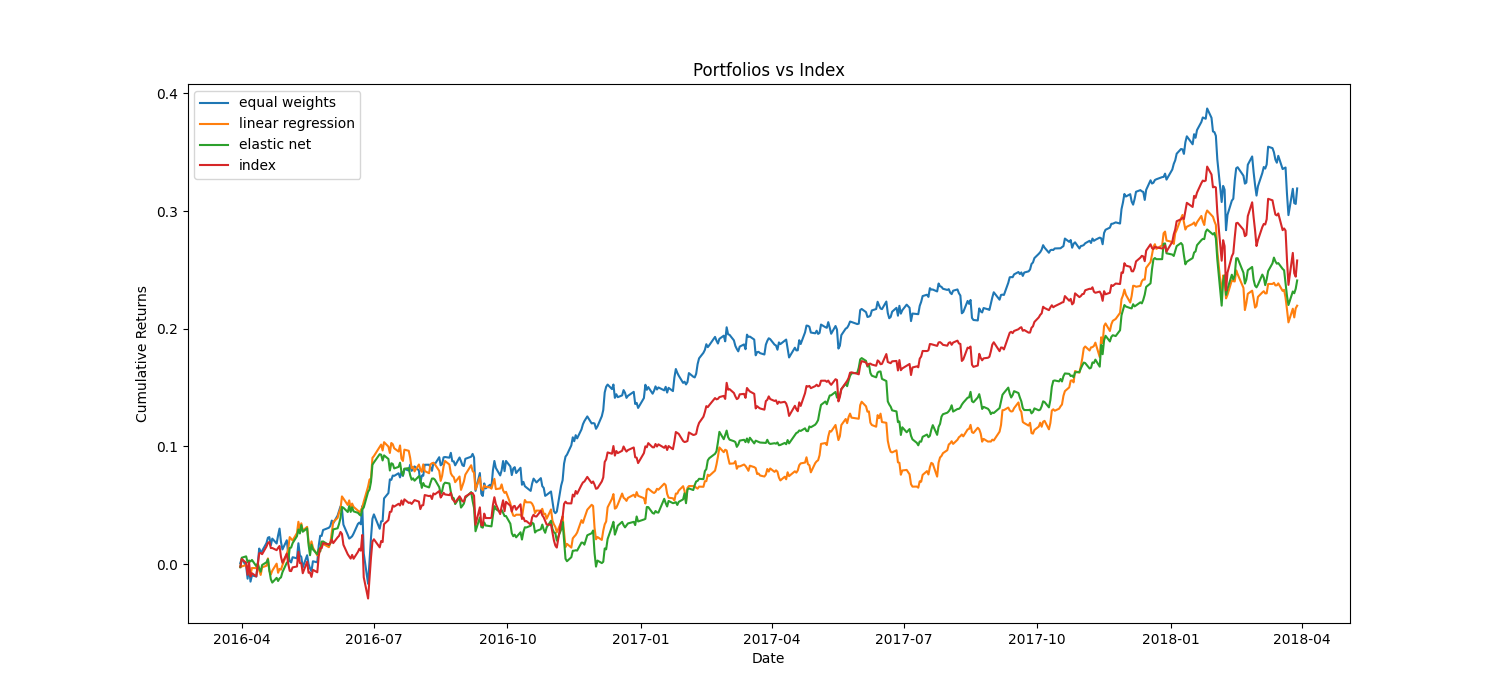 Portfolios vs Index
equal weights
linear regression
elastic net
index
Cumulative Returns
0.4
0.3
0.2
0.1
0.0
2016-04 2016-07 2016-10 2017-01 2017-04 2017-07 2017-10 2018-01 2018-04
Date